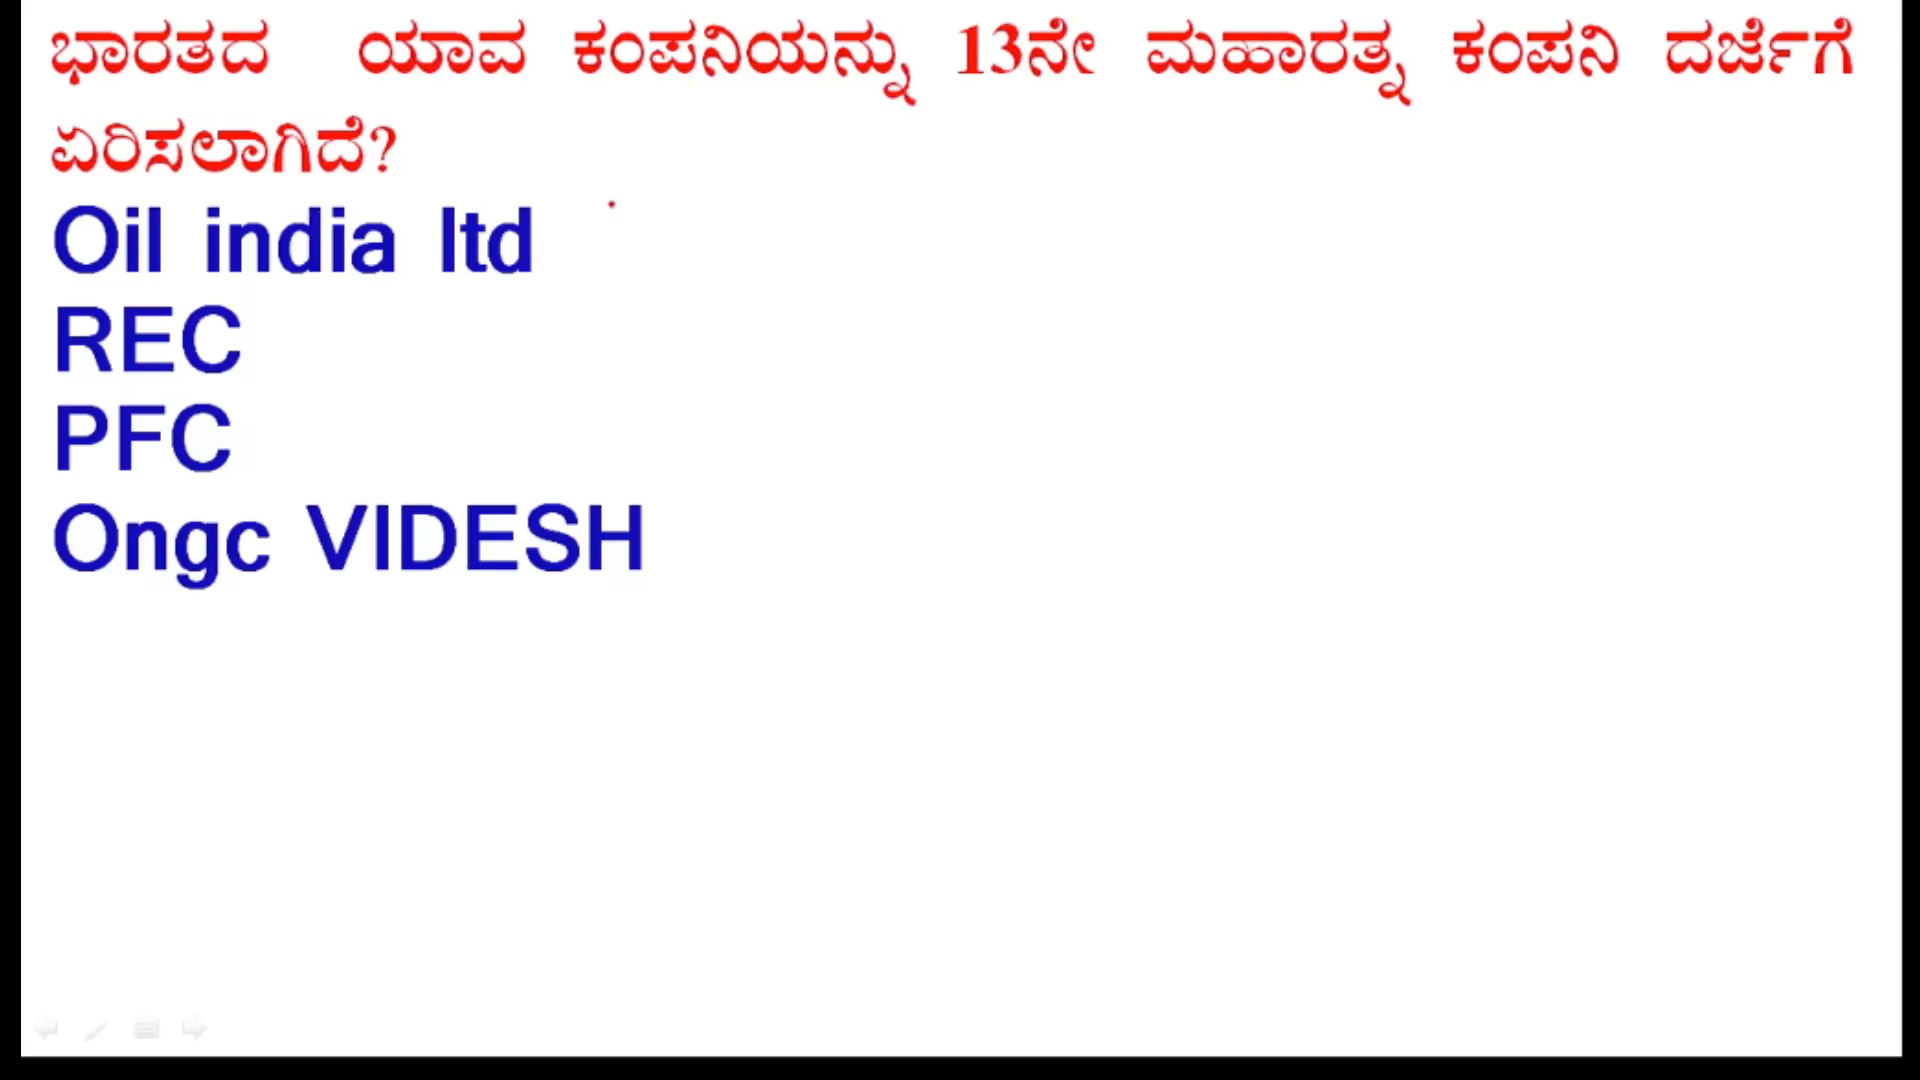 ಭಾರತದ ಯಾವ ಕಂಪನಿಯನ್ನು 13ನೇ ಮಹಾರತ್ನ ಕಂಪನಿ ದರ್ಜೆಗೆ
ಏರಿಸಲಾಗಿದೆ?
Oil india ltd
REC
PFC
Ongc VIDESH